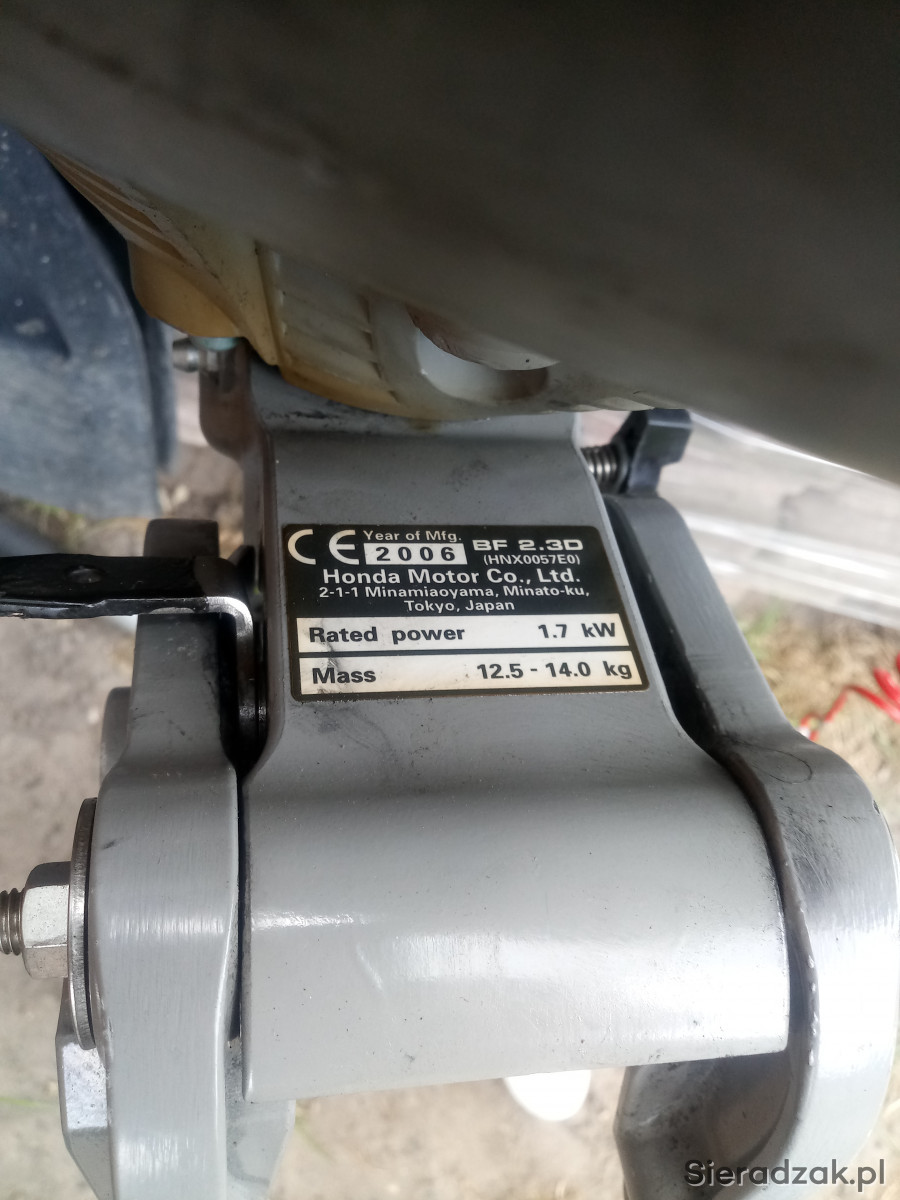 CE Year of Mfg. 2006 BF 2.3D
(HNX0057E0)
Honda Motor Co., Ltd.
2-1-1 Minamiaoyama, Minato-ku,
Tokyo, Japan
Rated power 1.7 kW
Mass 12.5 - 14.0 kg
Sieradzak.pl